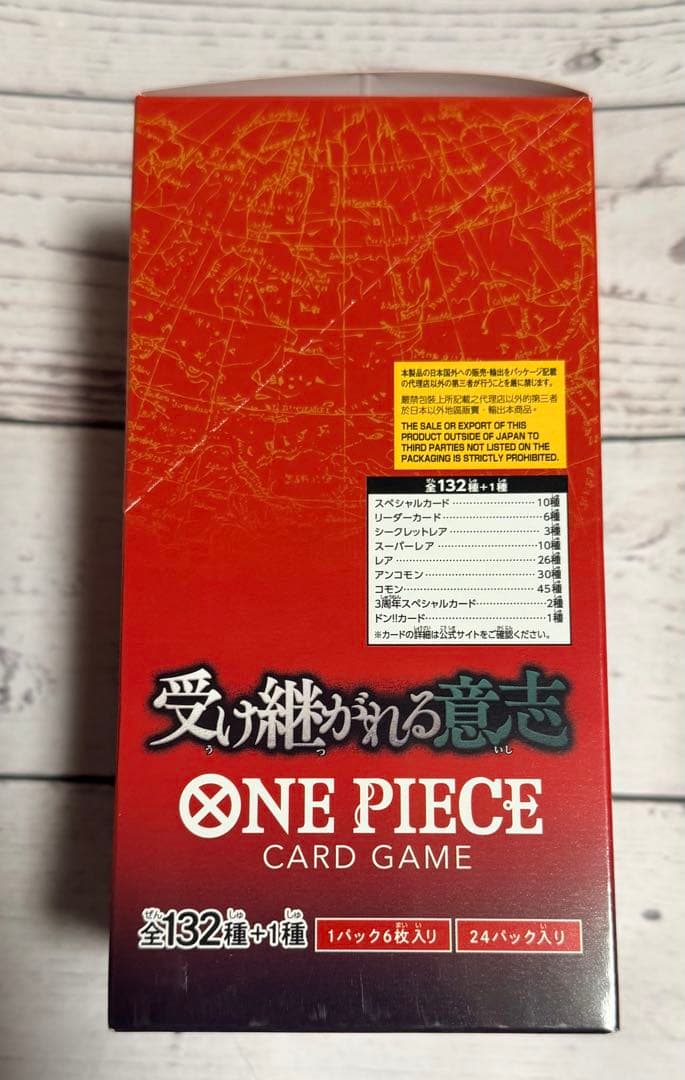 本製品の日本国外への販売・輸出をパッケージ記載
の代理店以外の第三者が行うことを厳に禁じます。
嚴禁包裝上所記載之代理店以外的第三者
於日本以外地區販賣・輸出本商品。
THE SALE OR EXPORT OF THIS
PRODUCT OUTSIDE OF JAPAN TO
THIRD PARTIES NOT LISTED ON THE
PACKAGING IS STRICTLY PROHIBITED.
全132種+1種
スペシャルカード 10種
リーダーカード 6種
シークレットレア 3種
スーパーレア 10種
レア 26種
アンコモン 30種
コモン 45種
3周年スペシャルカード 2種
ドン!!カード 1種
※カードの詳細は公式サイトをご確認ください。
受け継がれる意志
ONE PIECE
CARD GAME
全132種+1種
1パック6枚入り
24パック入り